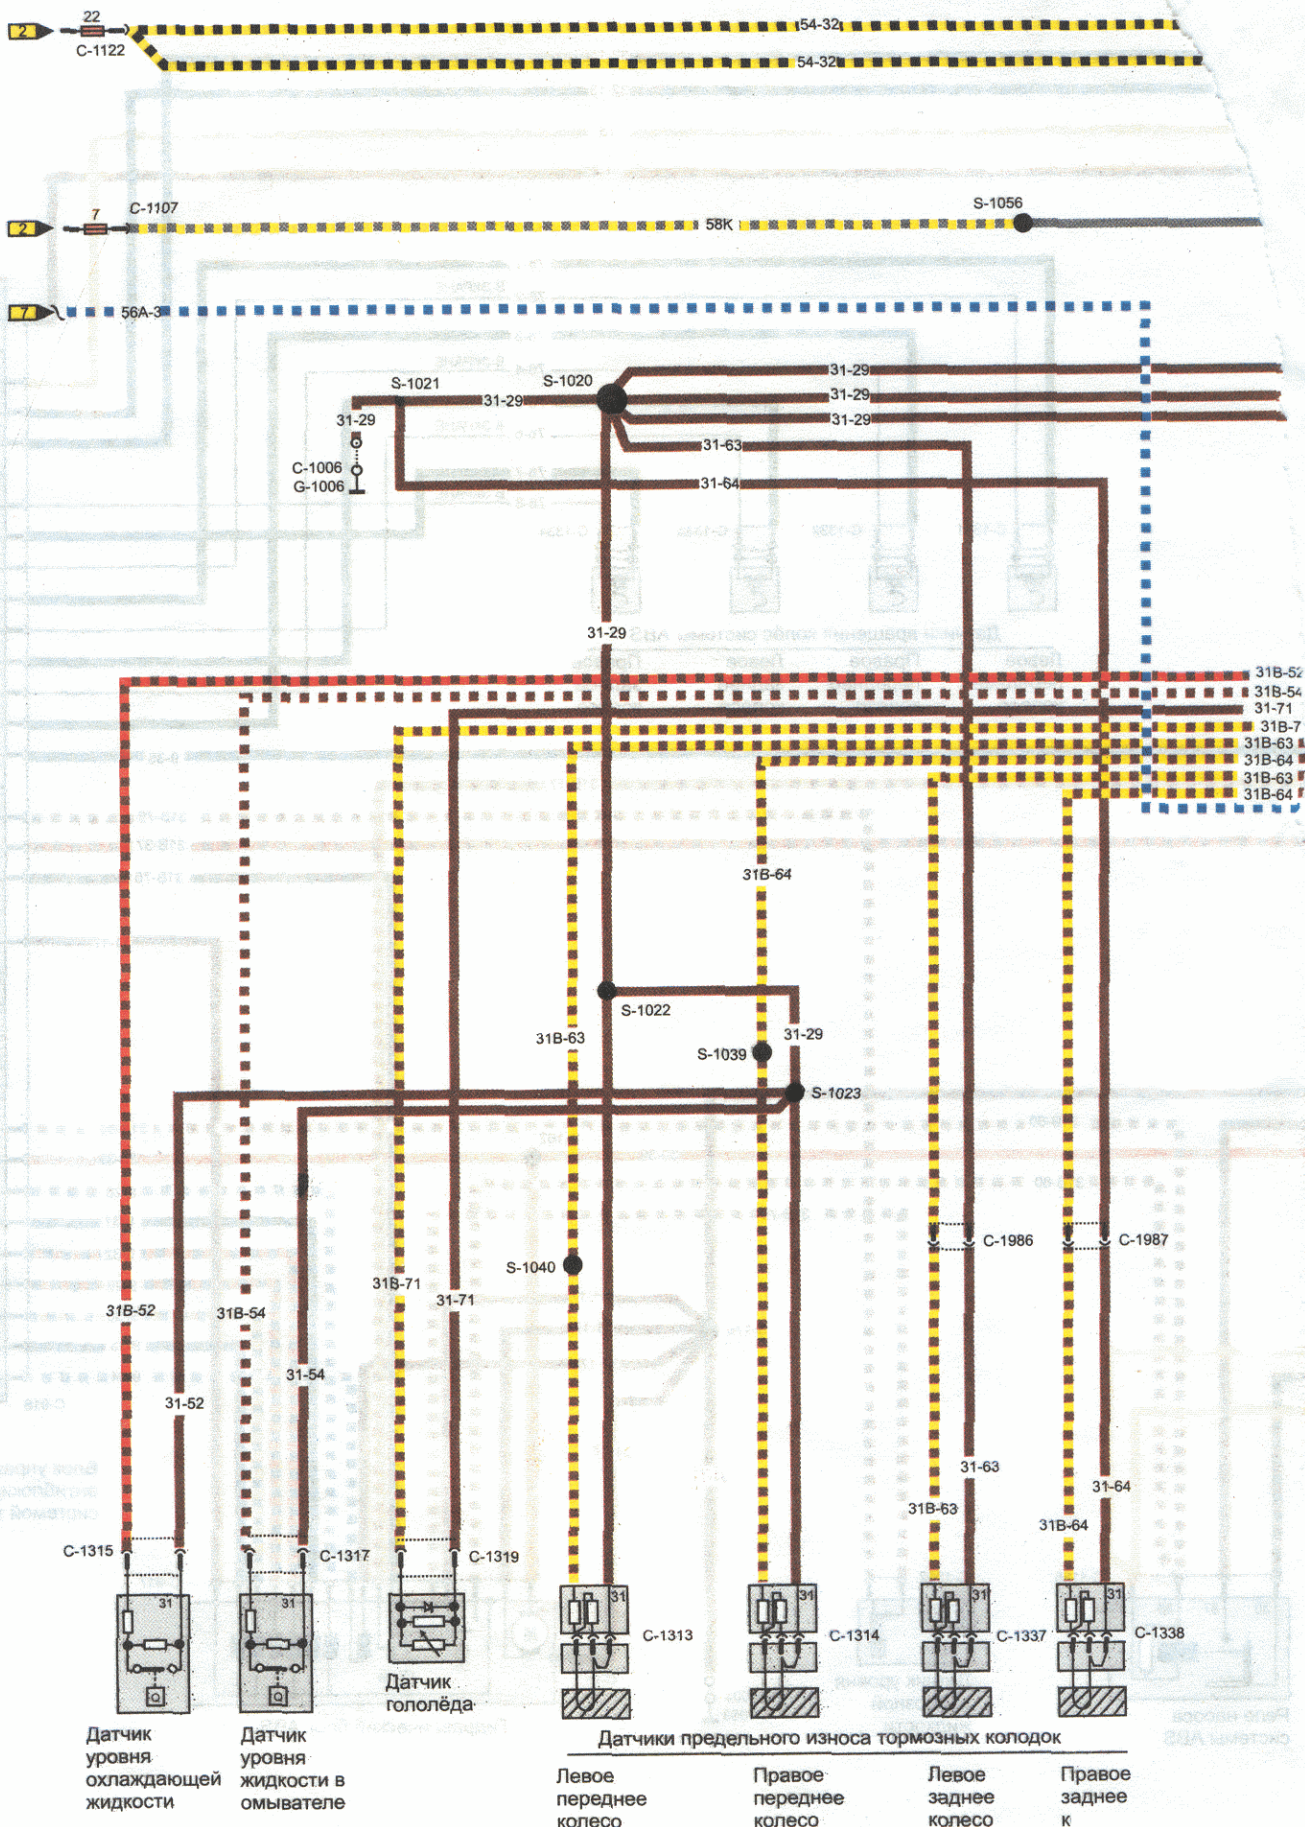 2
22
C-1122
54-32
54-32
2
7
C-1107
58K
S-1056
7
56A-3
S-1021
S-1020
31-29
31-29
31-29
31-29
31-29
31-63
31-64
C-1006
G-1006
31-29
31B-52
31B-54
31-71
31B-7
31B-63
31B-64
31B-63
31B-64
31B-64
S-1022
31B-63
31-29
S-1039
S-1023
C-1986
C-1987
S-1040
31B-52
31B-54
31B-71
31-71
31-54
31-52
31-63
31-64
31B-63
31B-64
C-1315
C-1317
C-1319
31
31
31
31
31
31
C-1313
C-1314
C-1337
C-1338
Датчик
уровня
охлаждающей
жидкости
Датчик
уровня
жидкости в
омывателе
Датчик
гололёда
Датчики предельного износа тормозных колодок
Левое
переднее
колесо
Правое
переднее
колесо
Левое
заднее
колесо
Правое
заднее
к